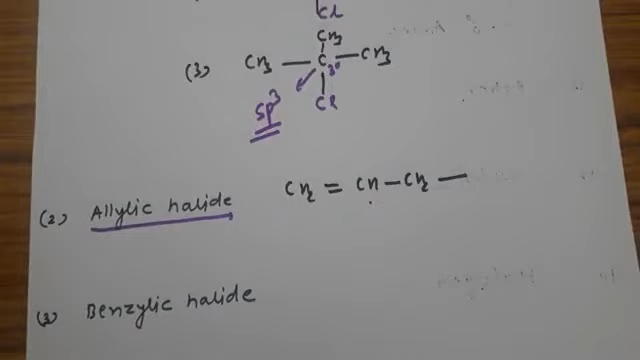 Cl
CH3
(3) CH3 — C — CH3
3°
sp3
Cl
(2) Allylic halide CH2 = CH — CH2 —
(3) Benzylic halide